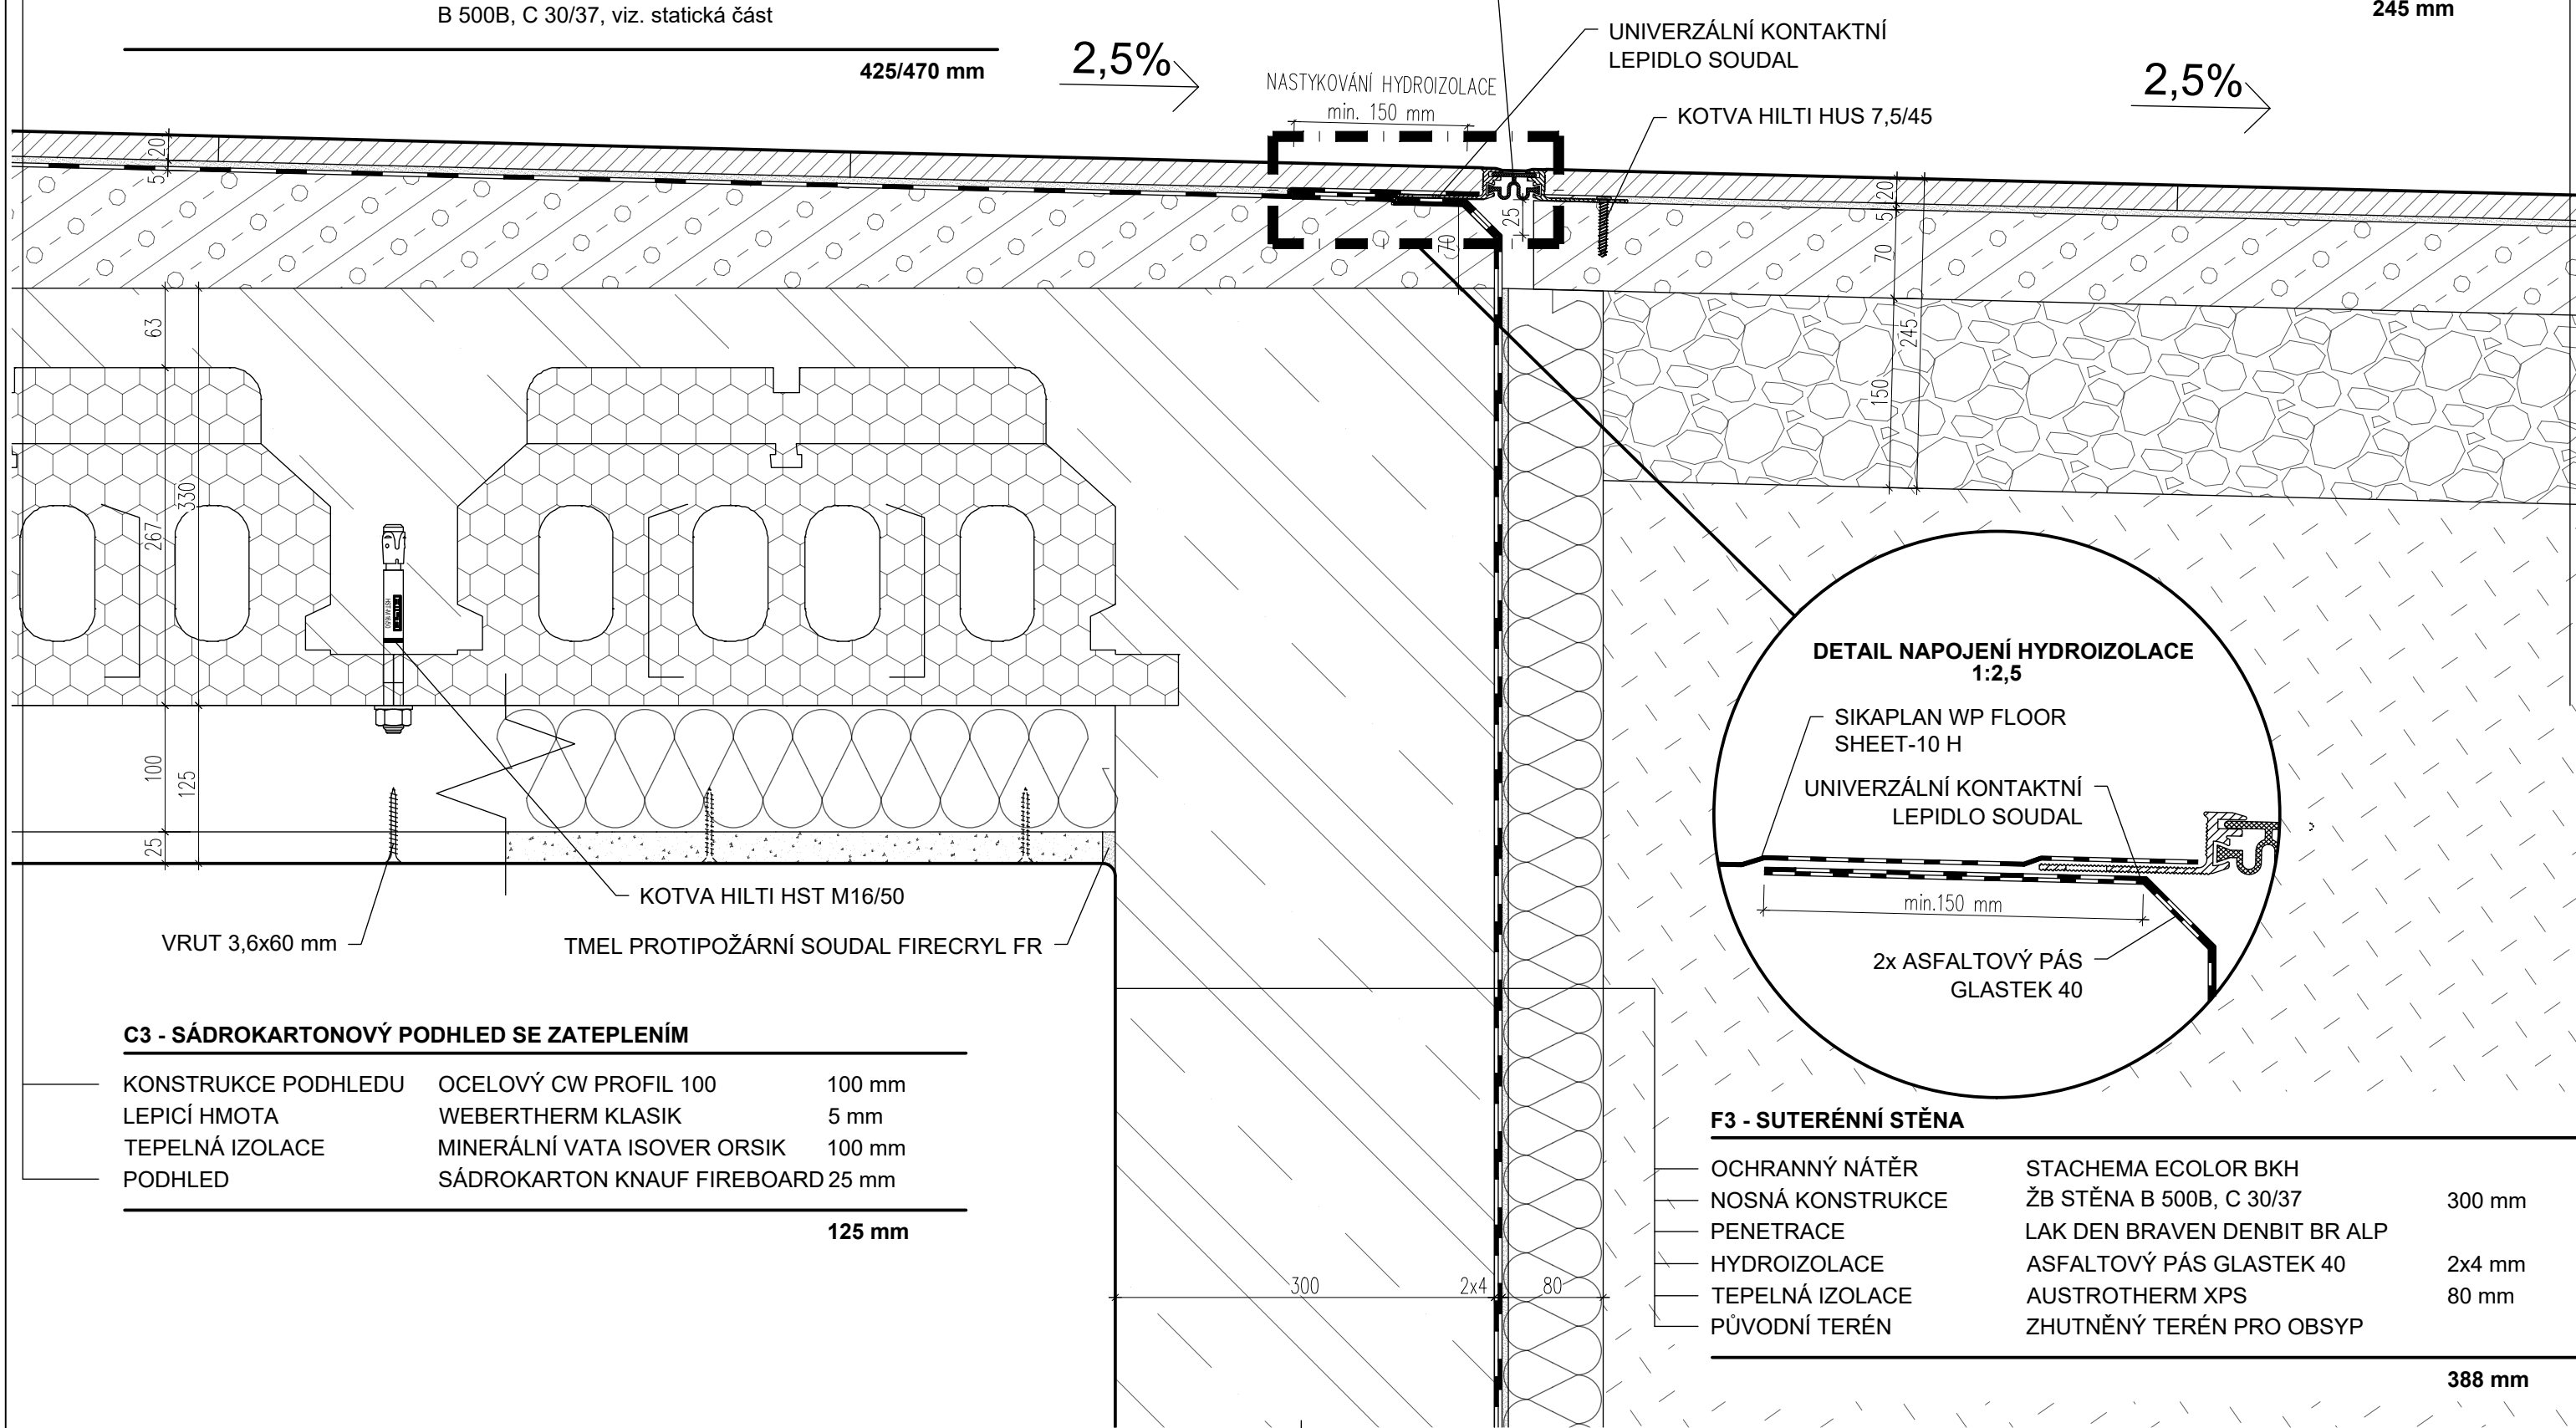 B 500B, C 30/37, viz. statická část
425/470 mm
245 mm
2,5%
2,5%
NASTYKOVÁNÍ HYDROIZOLACE
min. 150 mm
UNIVERZÁLNÍ KONTAKTNÍ
LEPIDLO SOUDAL
KOTVA HILTI HUS 7,5/45
20
5
25
70
20
5
70
245
150
63
330
267
100
125
25
KOTVA HILTI HST M16/50
VRUT 3,6x60 mm
TMEL PROTIPOŽÁRNÍ SOUDAL FIRECRYL FR
DETAIL NAPOJENÍ HYDROIZOLACE
1:2,5
SIKAPLAN WP FLOOR
SHEET-10 H
UNIVERZÁLNÍ KONTAKTNÍ
LEPIDLO SOUDAL
min.150 mm
2x ASFALTOVÝ PÁS
GLASTEK 40
C3 - SÁDROKARTONOVÝ PODHLED SE ZATEPLENÍM
KONSTRUKCE PODHLEDU OCELOVÝ CW PROFIL 100 100 mm
LEPICÍ HMOTA WEBERTHERM KLASIK 5 mm
TEPELNÁ IZOLACE MINERÁLNÍ VATA ISOVER ORSIK 100 mm
PODHLED SÁDROKARTON KNAUF FIREBOARD 25 mm
125 mm
300
2x4
80
F3 - SUTERÉNNÍ STĚNA
OCHRANNÝ NÁTĚR STACHEMA ECOLOR BKH
NOSNÁ KONSTRUKCE ŽB STĚNA B 500B, C 30/37 300 mm
PENETRACE LAK DEN BRAVEN DENBIT BR ALP
HYDROIZOLACE ASFALTOVÝ PÁS GLASTEK 40 2x4 mm
TEPELNÁ IZOLACE AUSTROTHERM XPS 80 mm
PŮVODNÍ TERÉN ZHUTNĚNÝ TERÉN PRO OBSYP
388 mm